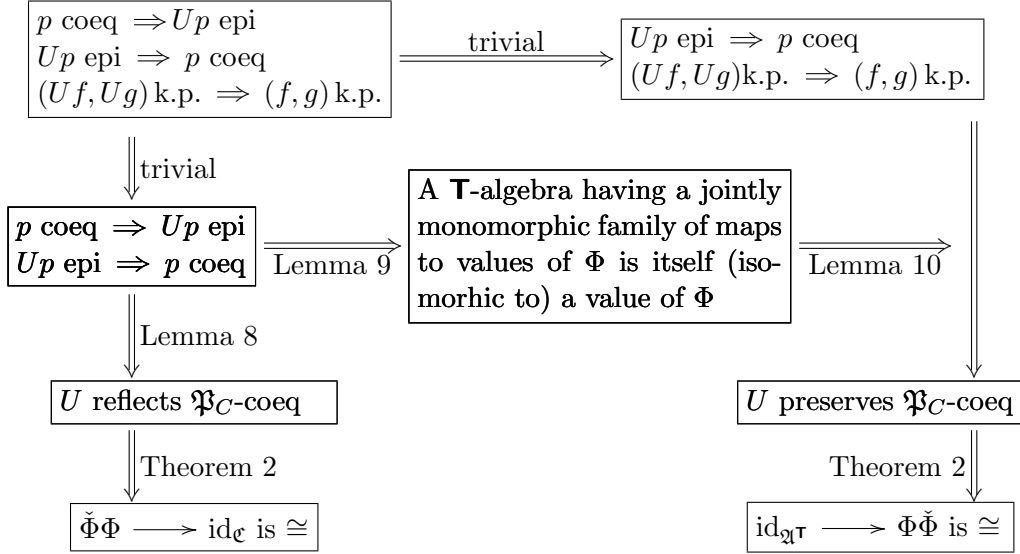 p coeq ⇒ Up epi
Up epi ⇒ p coeq
(Uf, Ug) k.p. ⇒ (f, g) k.p.
trivial
Up epi ⇒ p coeq
(Uf, Ug)k.p. ⇒ (f, g) k.p.
trivial
p coeq ⇒ Up epi
Up epi ⇒ p coeq
Lemma 9
A T-algebra having a jointly
monomorphic family of maps
to values of Φ is itself (iso-
morhic to) a value of Φ
Lemma 10
Lemma 8
U reflects 𝔓_C-coeq
U preserves 𝔓_C-coeq
Theorem 2
Theorem 2
Φ̌Φ ⟶ id_ℭ is ≅
id_𝔄^T ⟶ ΦΦ̌ is ≅